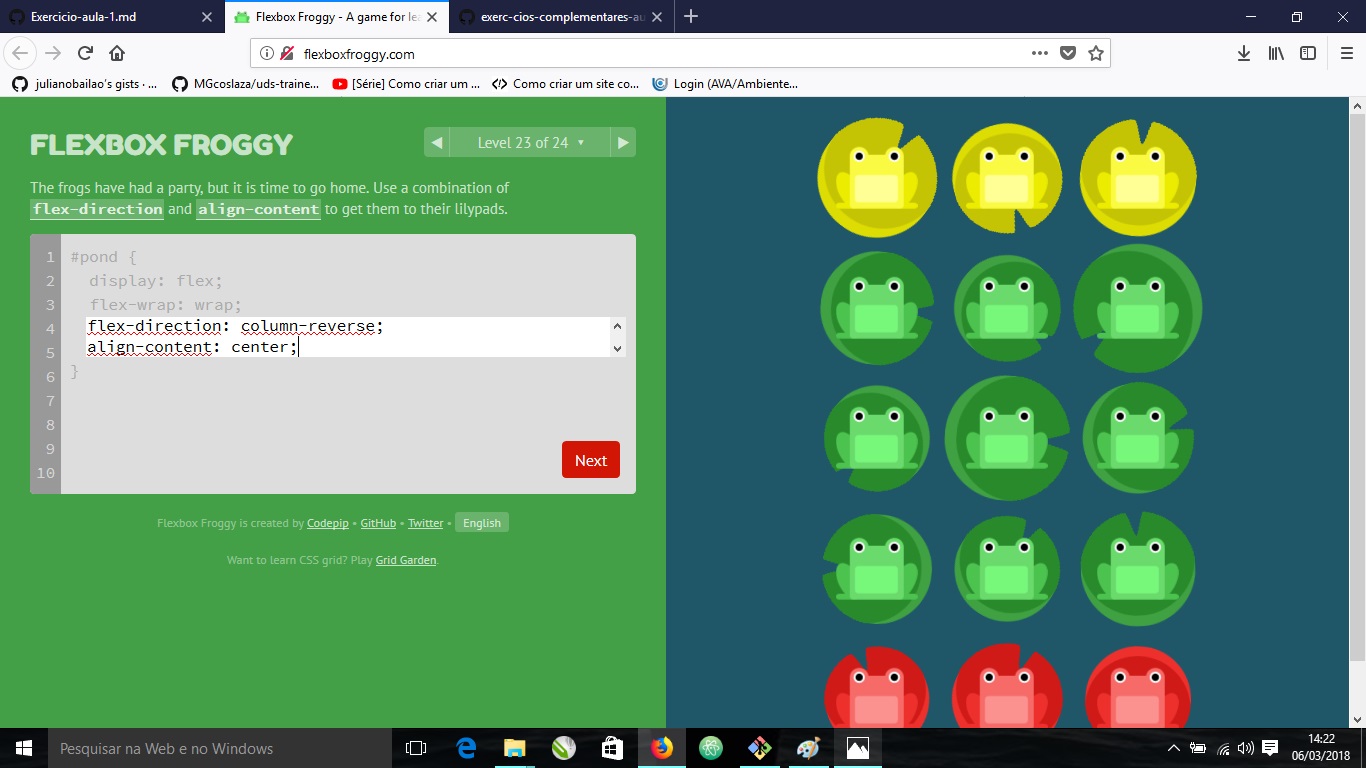 Exercicio-aula-1.md
Flexbox Froggy - A game for lea
exerc-cios-complementares-au
flexboxfroggy.com
julianobailao's gists · ...
MGcoslaza/uds-traine...
[Série] Como criar um ...
Como criar um site co...
Login (AVA/Ambiente...
FLEXBOX FROGGY
Level 23 of 24 ▾
The frogs have had a party, but it is time to go home. Use a combination of
flex-direction and align-content to get them to their lilypads.
1 #pond {
2 display: flex;
3 flex-wrap: wrap;
4 flex-direction: column-reverse;
5 align-content: center;
6 }
7
8
9
10
Next
Flexbox Froggy is created by Codepip • GitHub • Twitter • English
Want to learn CSS grid? Play Grid Garden.
Pesquisar na Web e no Windows
14:22
06/03/2018